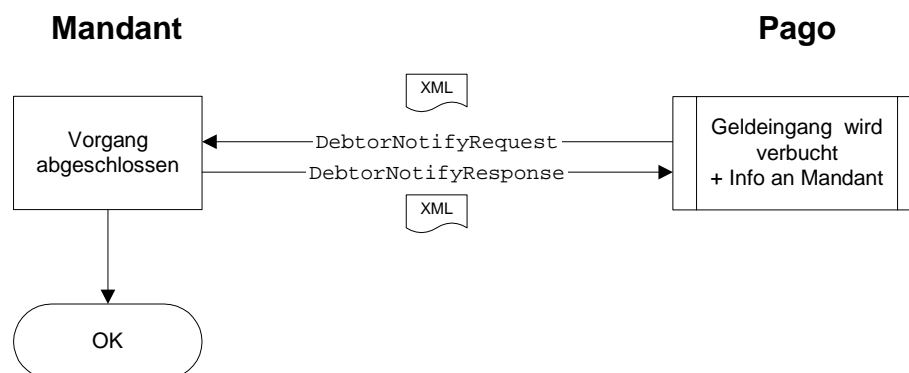 Mandant
Pago
XML
Vorgang
abgeschlossen
DebtorNotifyRequest
DebtorNotifyResponse
Geldeingang wird
verbucht
+ Info an Mandant
XML
OK